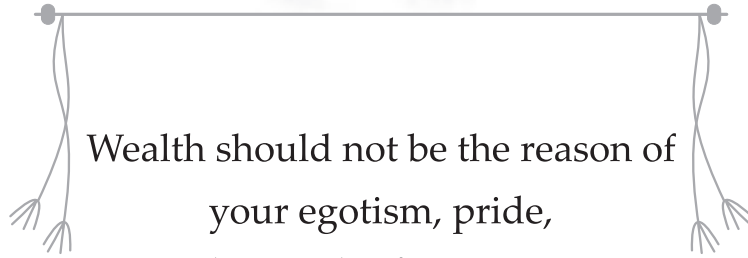 Wealth should not be the reason of
your egotism, pride,